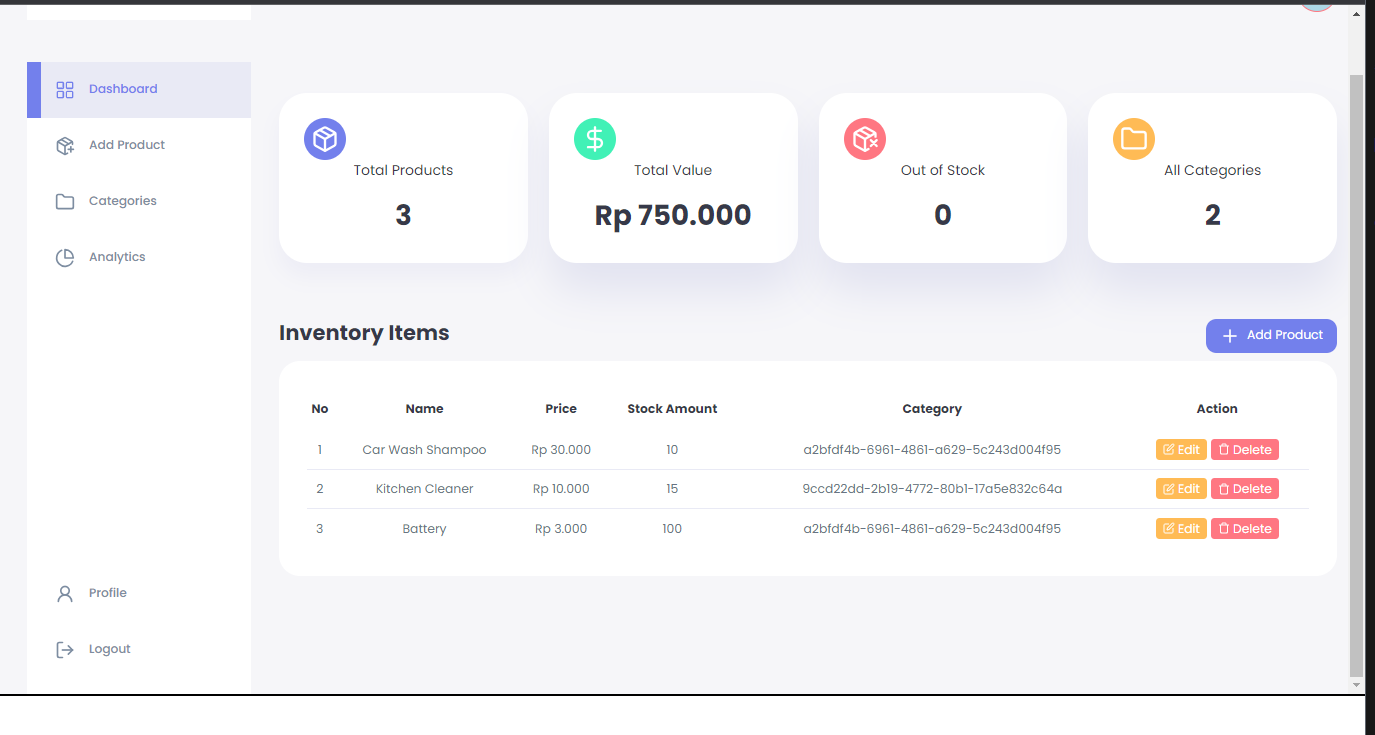 Dashboard
Add Product
Categories
Analytics
Profile
Logout
Total Products
3
Total Value
Rp 750.000
Out of Stock
0
All Categories
2
Inventory Items
Add Product
No Name Price Stock Amount Category Action
1 Car Wash Shampoo Rp 30.000 10 a2bfdf4b-6961-4861-a629-5c243d004f95 Edit Delete
2 Kitchen Cleaner Rp 10.000 15 9ccd22dd-2b19-4772-80b1-17a5e832c64a Edit Delete
3 Battery Rp 3.000 100 a2bfdf4b-6961-4861-a629-5c243d004f95 Edit Delete